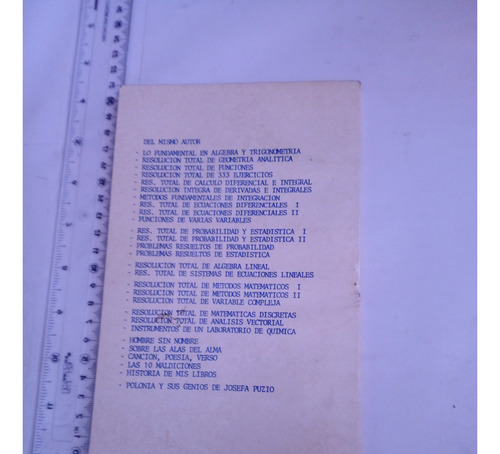 DEL MISMO AUTOR
- LO FUNDAMENTAL EN ALGEBRA Y TRIGONOMETRIA
- RESOLUCION TOTAL DE GEOMETRIA ANALITICA
- RESOLUCION TOTAL DE FUNCIONES
- RESOLUCION TOTAL DE 333 EJERCICIOS
- RES. TOTAL DE CALCULO DIFERENCIAL E INTEGRAL
- RESOLUCION INTEGRA DE DERIVADAS E INTEGRALES
- METODOS FUNDAMENTALES DE INTEGRACION
- RES. TOTAL DE ECUACIONES DIFERENCIALES I
- RES. TOTAL DE ECUACIONES DIFERENCIALES II
- FUNCIONES DE VARIAS VARIABLES
- RES. TOTAL DE PROBABILIDAD Y ESTADISTICA I
- RES. TOTAL DE PROBABILIDAD Y ESTADISTICA II
- PROBLEMAS RESUELTOS DE PROBABILIDAD
- PROBLEMAS RESUELTOS DE ESTADISTICA
- RESOLUCION TOTAL DE ALGEBRA LINEAL
- RES. TOTAL DE SISTEMAS DE ECUACIONES LINEALES
- RESOLUCION TOTAL DE METODOS MATEMATICOS I
- RESOLUCION TOTAL DE METODOS MATEMATICOS II
- RESOLUCION TOTAL DE VARIABLE COMPLEJA
- RESOLUCION TOTAL DE MATEMATICAS DISCRETAS
- RESOLUCION TOTAL DE ANALISIS VECTORIAL
- INSTRUMENTOS DE UN LABORATORIO DE QUIMICA
- HOMBRE SIN NOMBRE
- SOBRE LAS ALAS DEL ALMA
- CANCION, POESIA, VERSO
- LAS 10 MALDICIONES
- HISTORIA DE MIS LIBROS
- POLONIA Y SUS GENIOS DE JOSEFA PUZIO